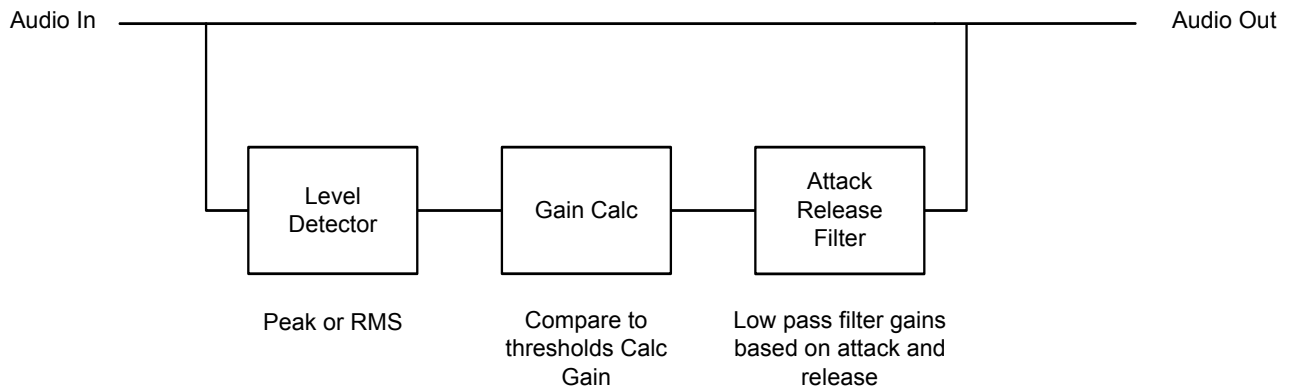 Audio In
Audio Out
Level
Detector
Gain Calc
Attack
Release
Filter
Peak or RMS
Compare to
thresholds Calc
Gain
Low pass filter gains
based on attack and
release